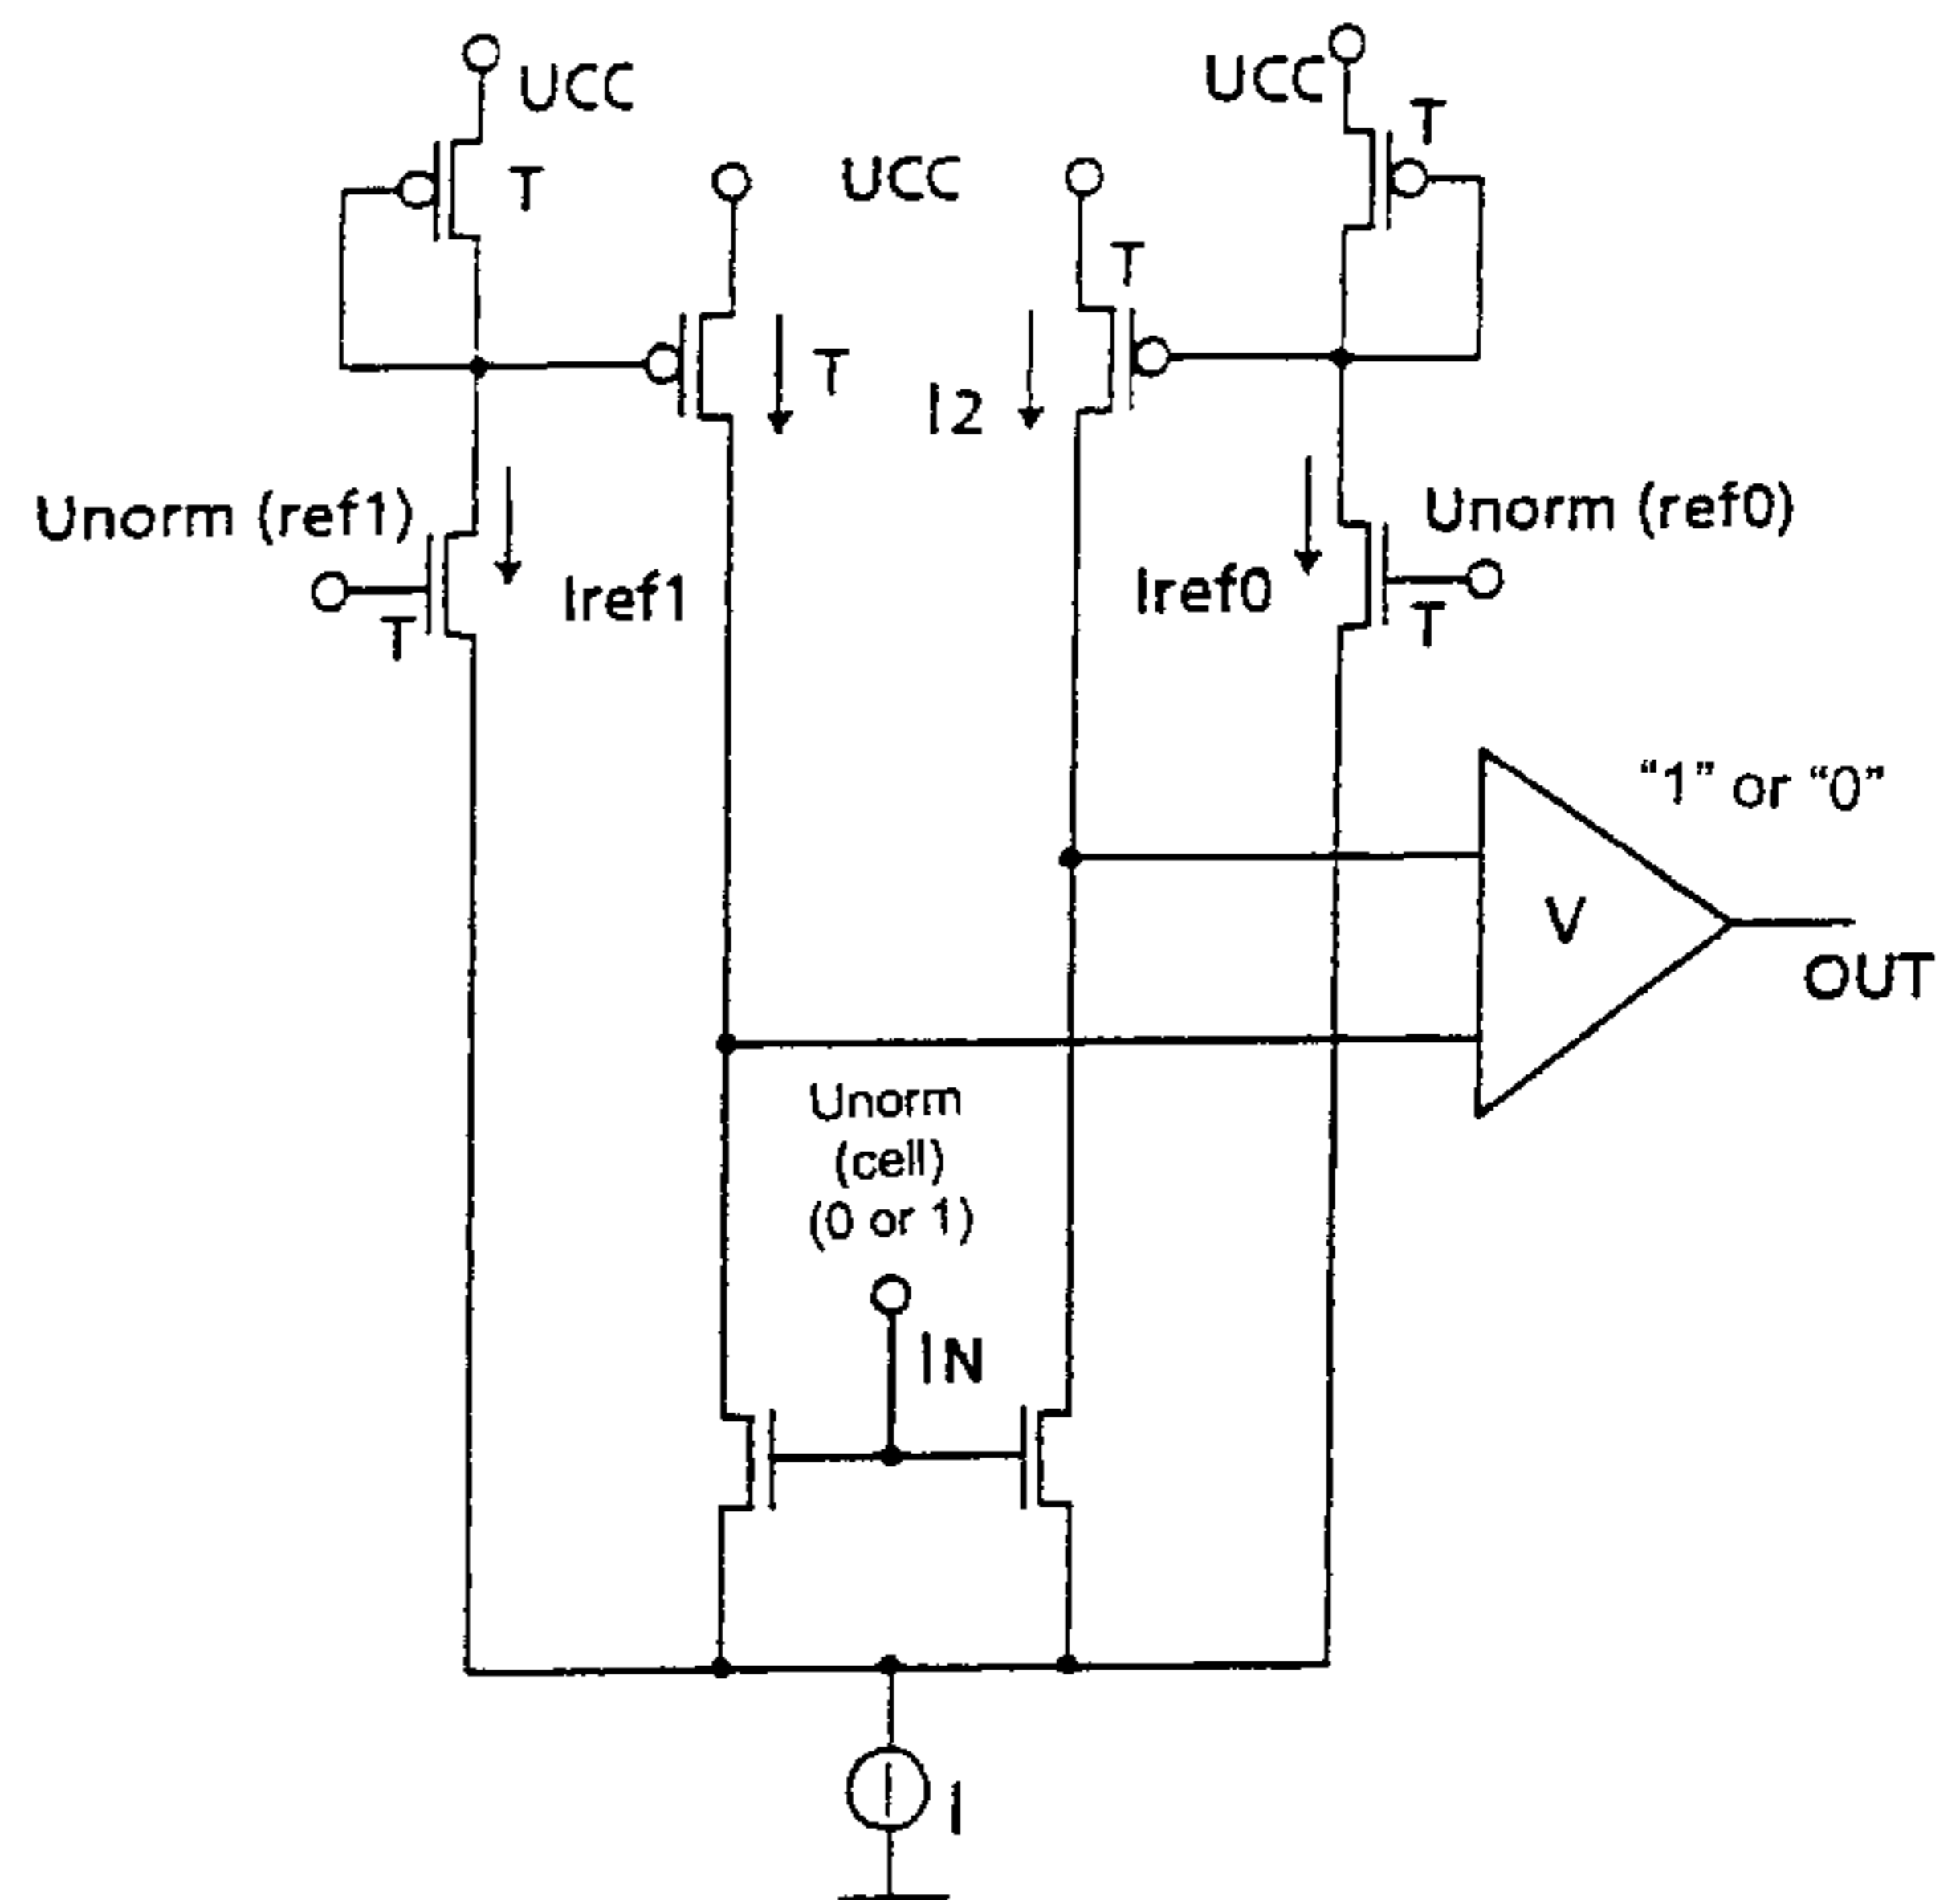 UCC
UCC
T
T
UCC
T
T
I2
Unorm (ref1)
Unorm (ref0)
Iref1
Iref0
T
T
“1” or “0”
V
OUT
Unorm
(cell)
(0 or 1)
IN
I